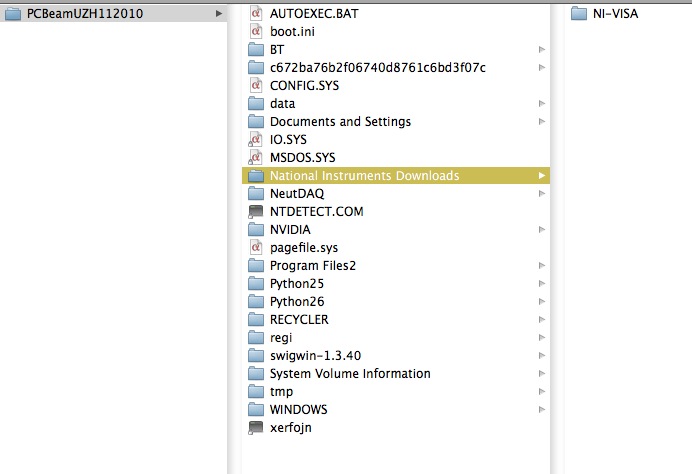 PCBeamUZH112010
AUTOEXEC.BAT
boot.ini
BT
c672ba76b2f06740d8761c6bd3f07c
CONFIG.SYS
data
Documents and Settings
IO.SYS
MSDOS.SYS
National Instruments Downloads
NeutDAQ
NTDETECT.COM
NVIDIA
pagefile.sys
Program Files2
Python25
Python26
RECYCLER
regi
swigwin-1.3.40
System Volume Information
tmp
WINDOWS
xerfojn
NI-VISA